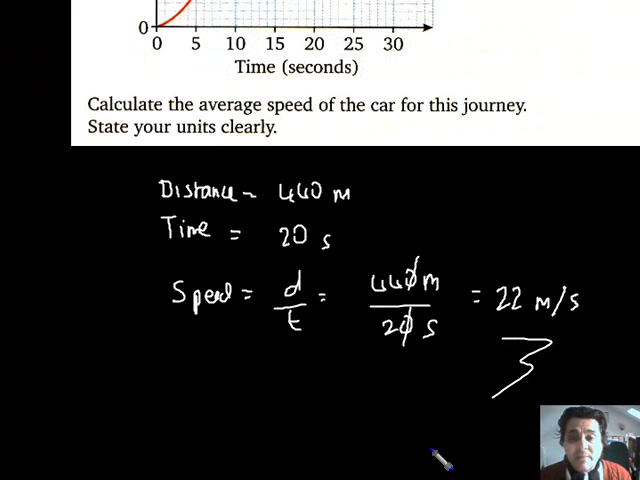 0
0 5 10 15 20 25 30
Time (seconds)
Calculate the average speed of the car for this journey.
State your units clearly.
Distance = 440 m
Time = 20 s
Speed = d/t = 440 m/20 s = 22 m/s